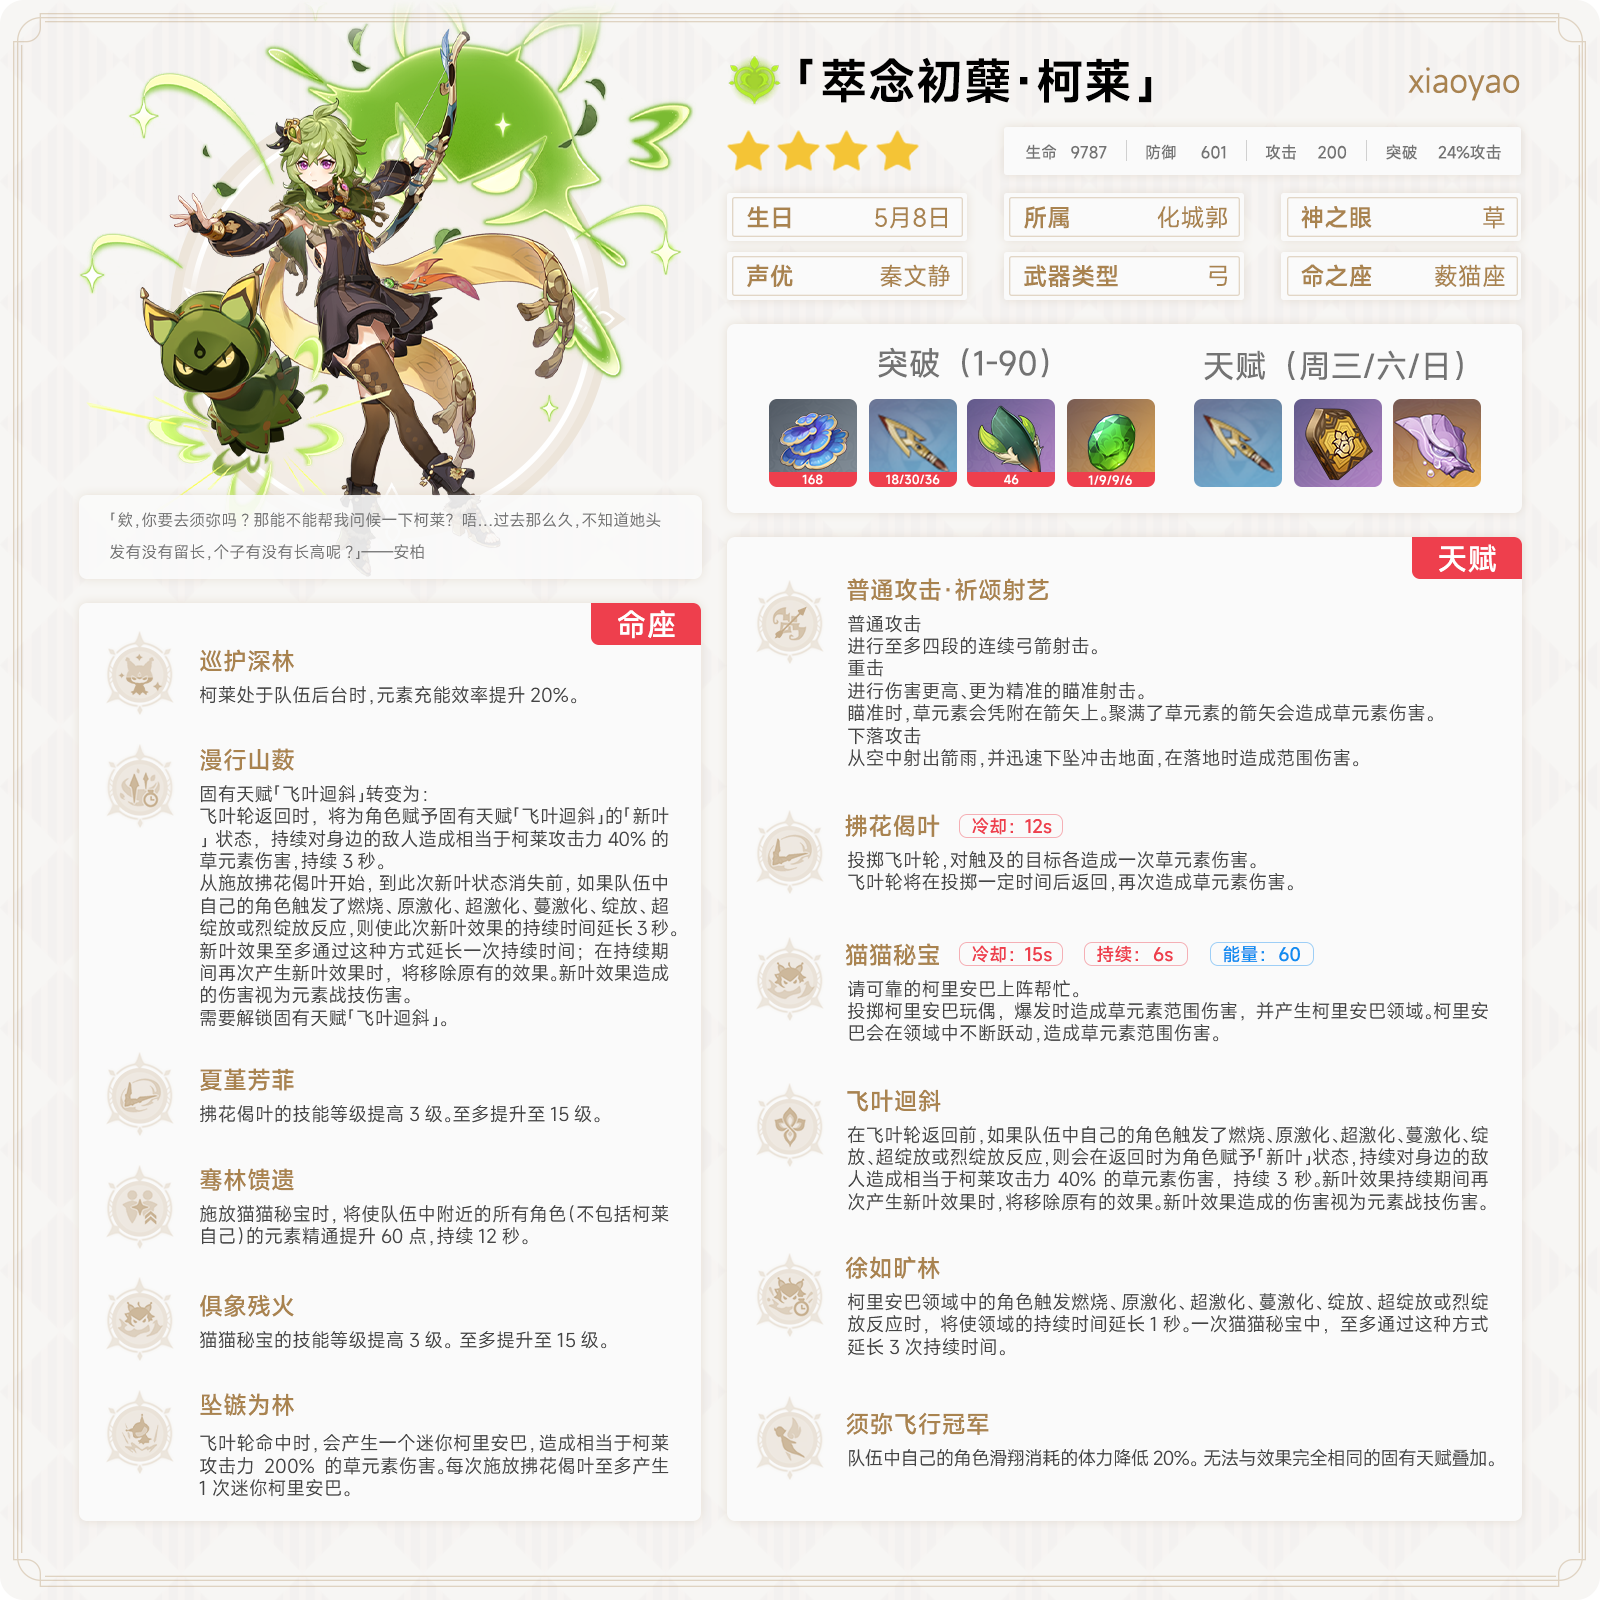 「萃念初蘖·柯莱」
xiaoyao
生命 9787 防御 601 攻击 200 突破 24%攻击
生日 5月8日 所属 化城郭 神之眼 草
声优 秦文静 武器类型 弓 命之座 薮猫座
突破（1-90）
168 18/30/36 46 1/9/9/6
天赋（周三/六/日）
「欸,你要去须弥吗？那能不能帮我问候一下柯莱？唔...过去那么久,不知道她头
发有没有留长,个子有没有长高呢？」——安柏
命座
巡护深林
柯莱处于队伍后台时,元素充能效率提升 20%。
漫行山薮
固有天赋「飞叶迴斜」转变为：
飞叶轮返回时，将为角色赋予固有天赋「飞叶迴斜」的「新叶
」状态，持续对身边的敌人造成相当于柯莱攻击力 40% 的
草元素伤害,持续 3 秒。
从施放拂花偈叶开始, 到此次新叶状态消失前, 如果队伍中
自己的角色触发了燃烧、原激化、超激化、蔓激化、绽放、超
绽放或烈绽放反应,则使此次新叶效果的持续时间延长 3 秒。
新叶效果至多通过这种方式延长一次持续时间；在持续期
间再次产生新叶效果时，将移除原有的效果。新叶效果造成
的伤害视为元素战技伤害。
需要解锁固有天赋「飞叶迴斜」。
夏堇芳菲
拂花偈叶的技能等级提高 3 级。至多提升至 15 级。
骞林馈遗
施放猫猫秘宝时, 将使队伍中附近的所有角色(不包括柯莱
自己)的元素精通提升 60 点,持续 12 秒。
俱象残火
猫猫秘宝的技能等级提高 3 级。 至多提升至 15 级。
坠镞为林
飞叶轮命中时, 会产生一个迷你柯里安巴, 造成相当于柯莱
攻击力 200% 的草元素伤害。每次施放拂花偈叶至多产生
1 次迷你柯里安巴。
天赋
普通攻击·祈颂射艺
普通攻击
进行至多四段的连续弓箭射击。
重击
进行伤害更高、更为精准的瞄准射击。
瞄准时,草元素会凭附在箭矢上。聚满了草元素的箭矢会造成草元素伤害。
下落攻击
从空中射出箭雨,并迅速下坠冲击地面,在落地时造成范围伤害。
拂花偈叶 冷却：12s
投掷飞叶轮,对触及的目标各造成一次草元素伤害。
飞叶轮将在投掷一定时间后返回,再次造成草元素伤害。
猫猫秘宝 冷却：15s 持续：6s 能量：60
请可靠的柯里安巴上阵帮忙。
投掷柯里安巴玩偶，爆发时造成草元素范围伤害，并产生柯里安巴领域。柯里安
巴会在领域中不断跃动,造成草元素范围伤害。
飞叶迴斜
在飞叶轮返回前,如果队伍中自己的角色触发了燃烧、原激化、超激化、蔓激化、绽
放、超绽放或烈绽放反应,则会在返回时为角色赋予「新叶」状态,持续对身边的敌
人造成相当于柯莱攻击力 40% 的草元素伤害，持续 3 秒。新叶效果持续期间再
次产生新叶效果时,将移除原有的效果。新叶效果造成的伤害视为元素战技伤害。
徐如旷林
柯里安巴领域中的角色触发燃烧、原激化、超激化、蔓激化、绽放、超绽放或烈绽
放反应时，将使领域的持续时间延长 1 秒。一次猫猫秘宝中，至多通过这种方式
延长 3 次持续时间。
须弥飞行冠军
队伍中自己的角色滑翔消耗的体力降低 20%。无法与效果完全相同的固有天赋叠加。